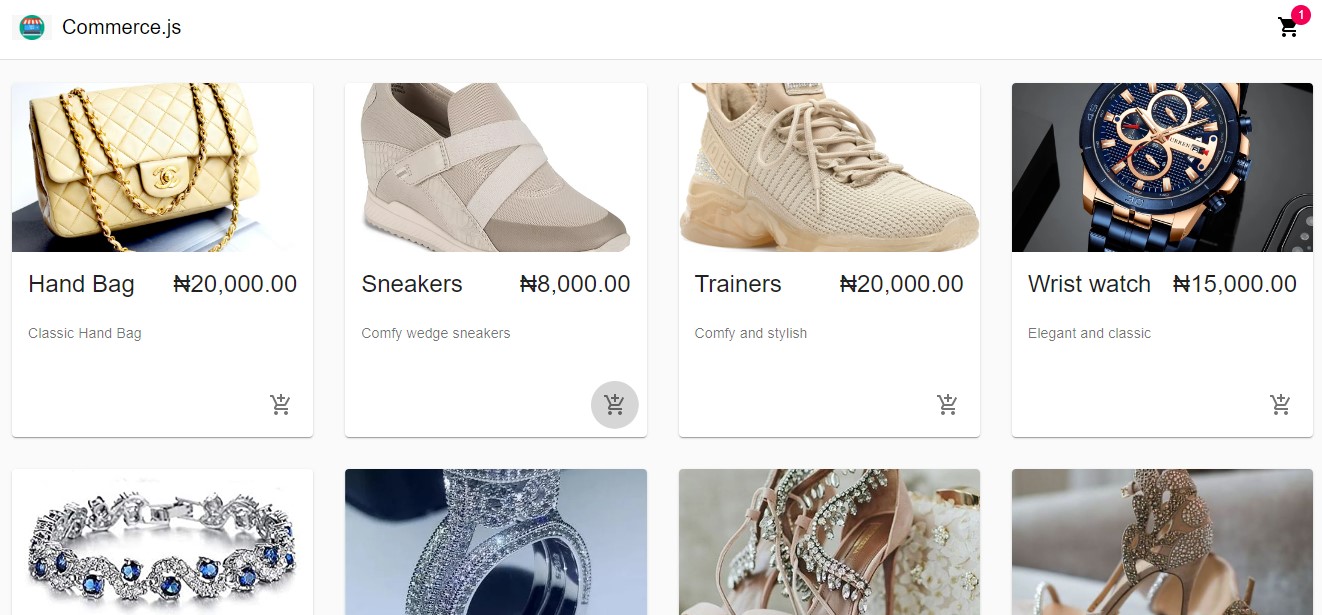 Commerce.js
1
Hand Bag ₦20,000.00
Classic Hand Bag
Sneakers ₦8,000.00
Comfy wedge sneakers
Trainers ₦20,000.00
Comfy and stylish
CURREN
Wrist watch ₦15,000.00
Elegant and classic